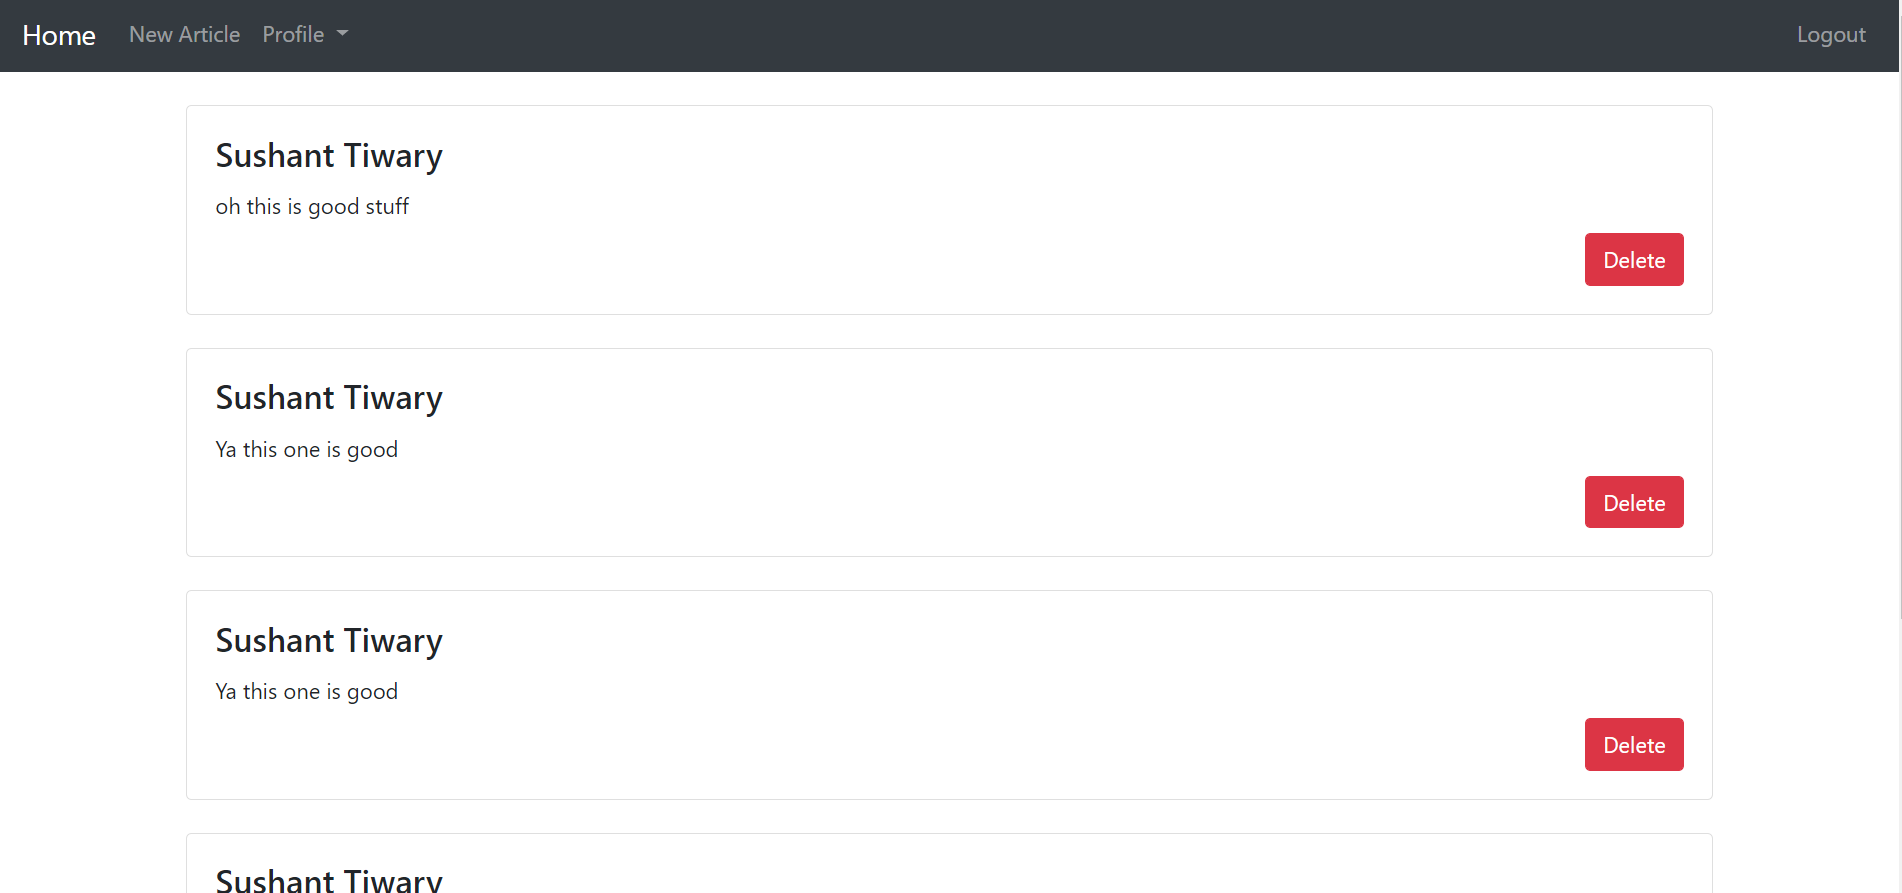 Home New Article Profile Logout
Sushant Tiwary
oh this is good stuff
Delete
Sushant Tiwary
Ya this one is good
Delete
Sushant Tiwary
Ya this one is good
Delete
Sushant Tiwary